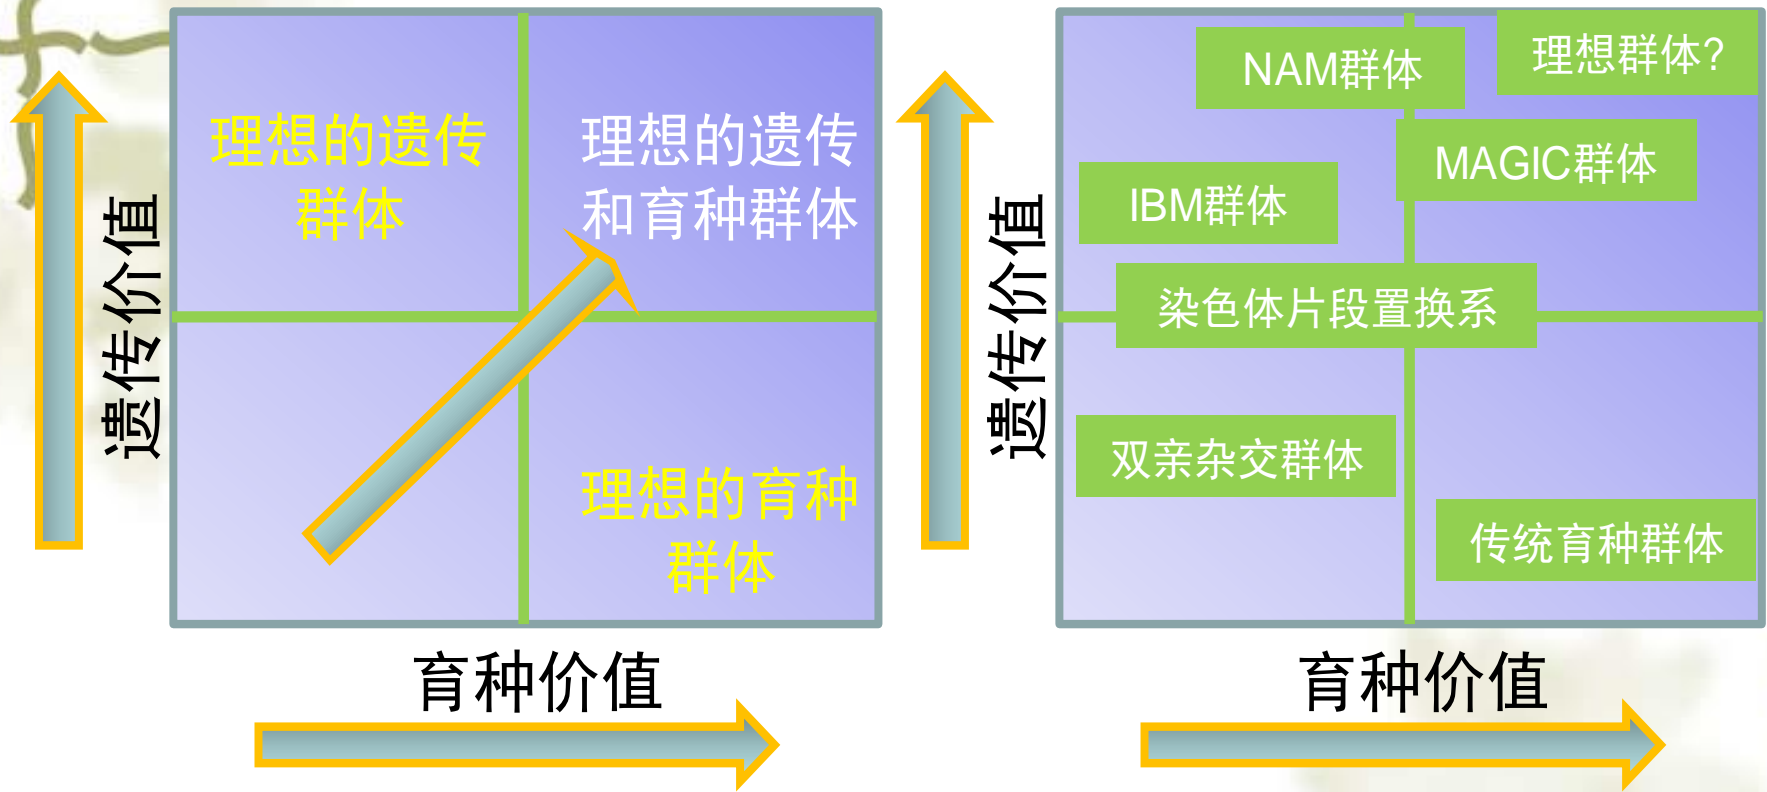 理想的遗传
群体
理想的遗传
和育种群体
理想的育种
群体
遗传价值
育种价值
NAM群体
理想群体?
MAGIC群体
IBM群体
染色体片段置换系
双亲杂交群体
传统育种群体
遗传价值
育种价值